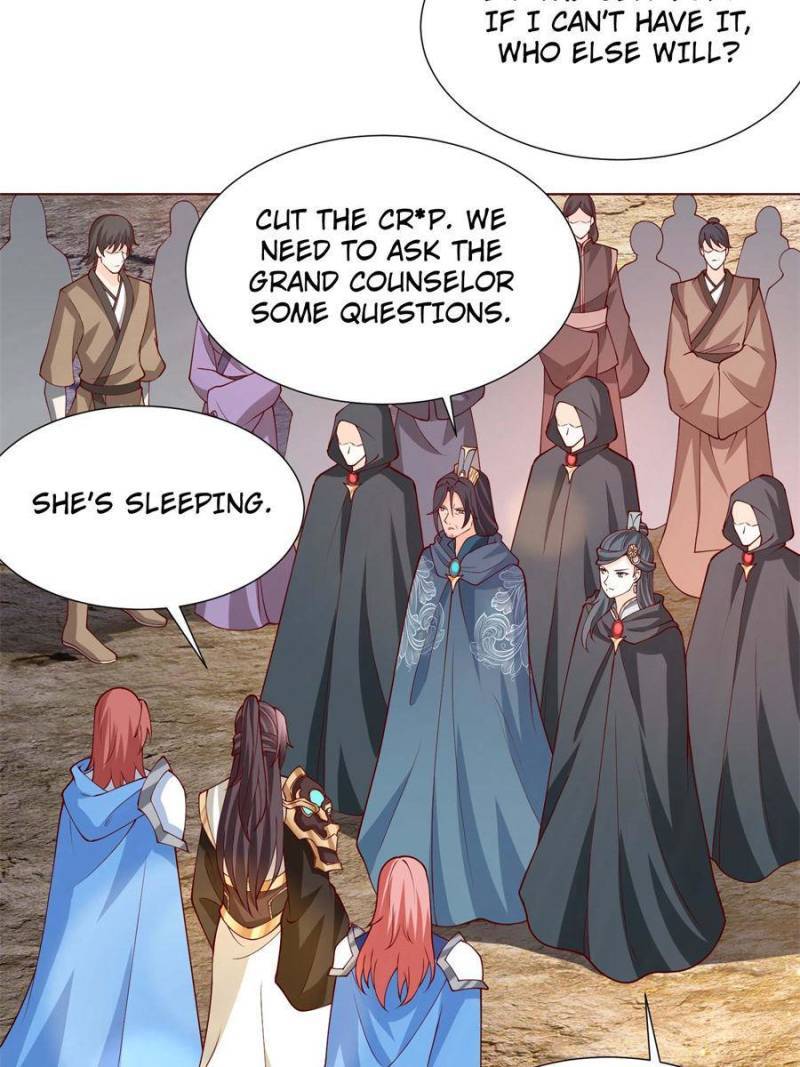 IF I CAN'T HAVE IT,
WHO ELSE WILL?
CUT THE CR*P. WE
NEED TO ASK THE
GRAND COUNSELOR
SOME QUESTIONS.
SHE'S SLEEPING.